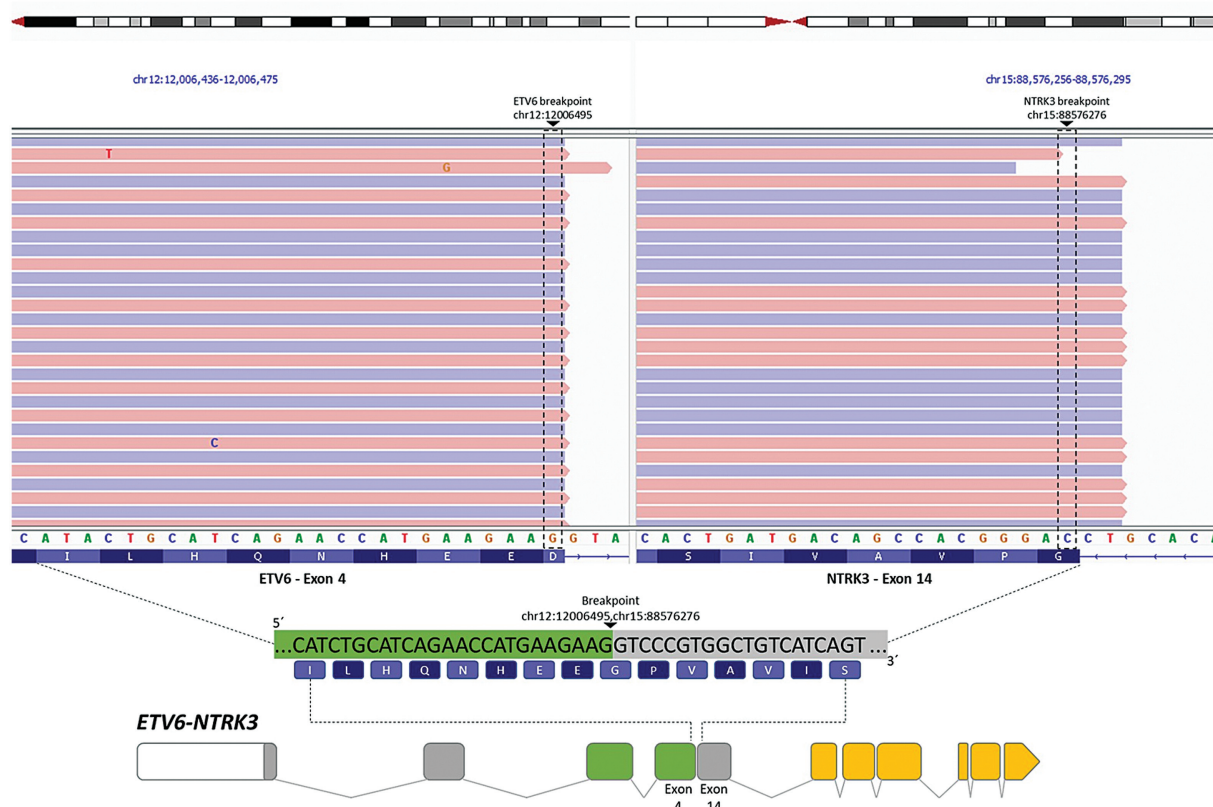 chr12:12,006,436-12,006,475
chr15:88,576,256-88,576,295
ETV6 breakpoint
chr12:12006495
NTRK3 breakpoint
chr15:88576276
T
G
C
C A T A C T G C A T C A G A A C C A T G A A G A A G G T A
C A C T G A T G A C A G C C A C G G G A C C T G C A C A
I L H Q N H E E D
S I V A V P G
ETV6 - Exon 4
NTRK3 - Exon 14
Breakpoint
chr12:12006495,chr15:88576276
5´
...CATCTGCATCAGAACCATGAAGAAGGTCCCGTGGCTGTCATCAGT...
3´
I L H Q N H E E G P V A V I S
ETV6-NTRK3
Exon
4
Exon
14